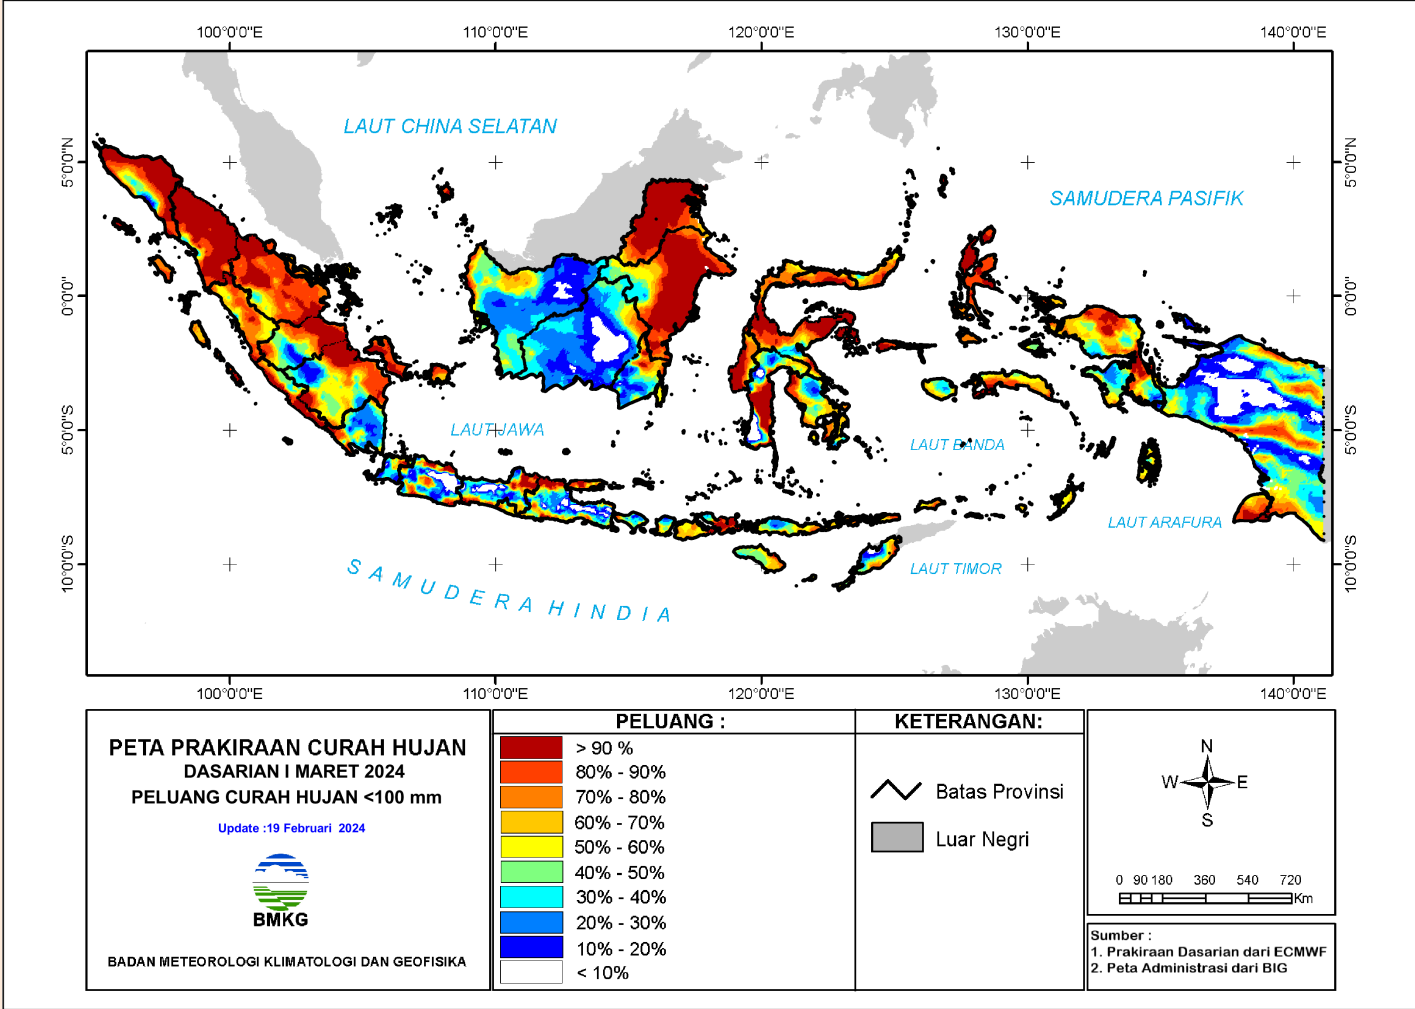 100°0'0"E
110°0'0"E
120°0'0"E
130°0'0"E
140°0'0"E
5°0'0"N
0°0'0"
5°0'0"S
10°0'0"S
5°0'0"N
0°0'0"
5°0'0"S
10°0'0"S
LAUT CHINA SELATAN
SAMUDERA PASIFIK
LAUT JAWA
LAUT BANDA
LAUT ARAFURA
LAUT TIMOR
SAMUDERA HINDIA
100°0'0"E
110°0'0"E
120°0'0"E
130°0'0"E
140°0'0"E
PETA PRAKIRAAN CURAH HUJAN
DASARIAN I MARET 2024
PELUANG CURAH HUJAN <100 mm
Update :19 Februari 2024
BMKG
BADAN METEOROLOGI KLIMATOLOGI DAN GEOFISIKA
PELUANG :
> 90 %
80% - 90%
70% - 80%
60% - 70%
50% - 60%
40% - 50%
30% - 40%
20% - 30%
10% - 20%
< 10%
KETERANGAN:
Batas Provinsi
Luar Negri
N
W E
S
0 90 180 360 540 720
Km
Sumber :
1. Prakiraan Dasarian dari ECMWF
2. Peta Administrasi dari BIG